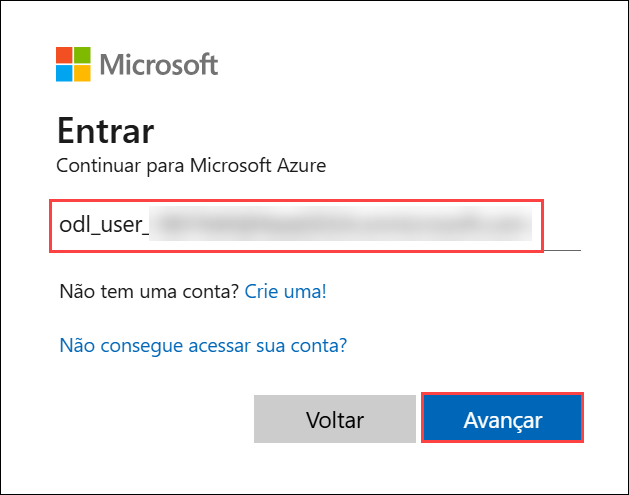 Microsoft
Entrar
Continuar para Microsoft Azure
odl_user_
Não tem uma conta? Crie uma!
Não consegue acessar sua conta?
Voltar
Avançar